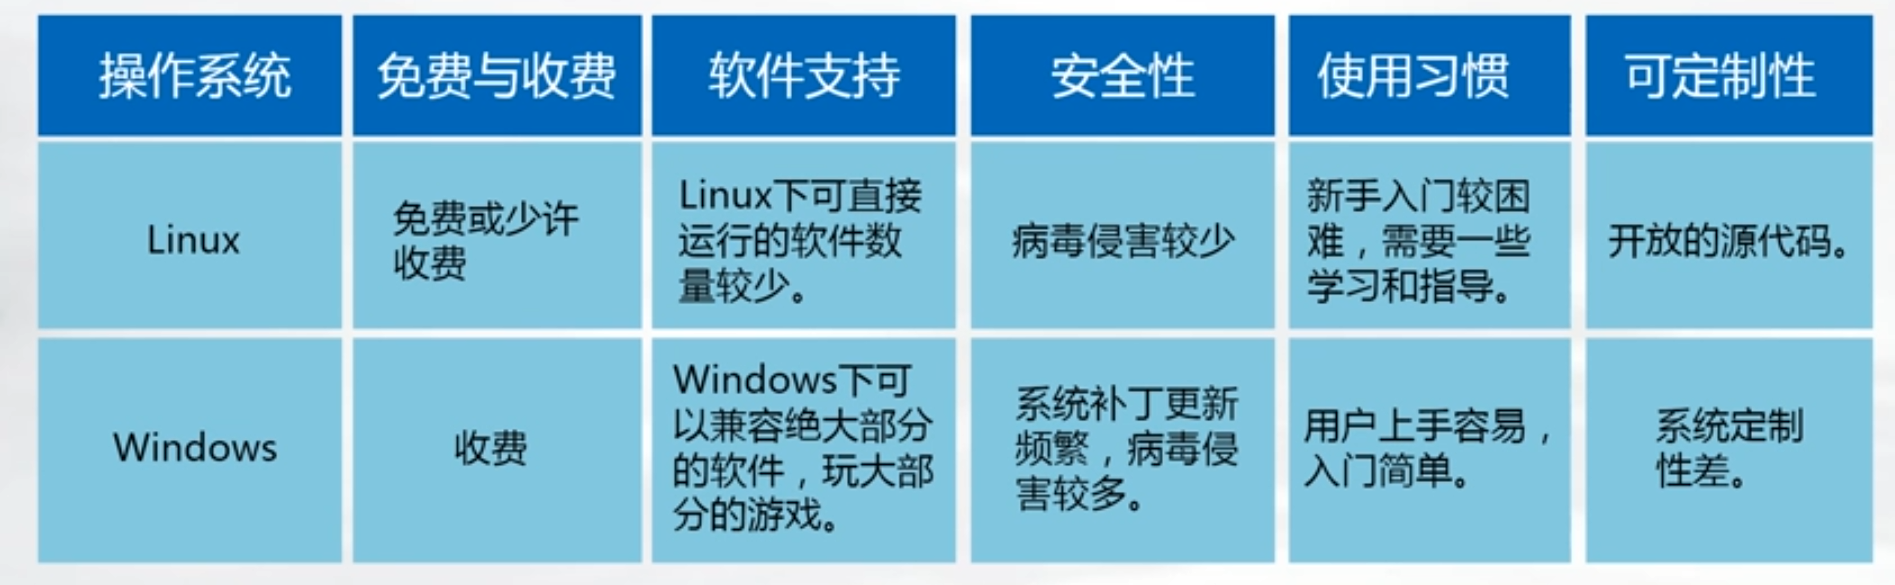 操作系统
免费与收费
软件支持
安全性
使用习惯
可定制性
Linux
免费或少许
收费
Linux下可直接
运行的软件数
量较少。
病毒侵害较少
新手入门较困
难，需要一些
学习和指导。
开放的源代码。
Windows
收费
Windows下可
以兼容绝大部分
的软件，玩大部
分的游戏。
系统补丁更新
频繁，病毒侵
害较多。
用户上手容易，
入门简单。
系统定制
性差。